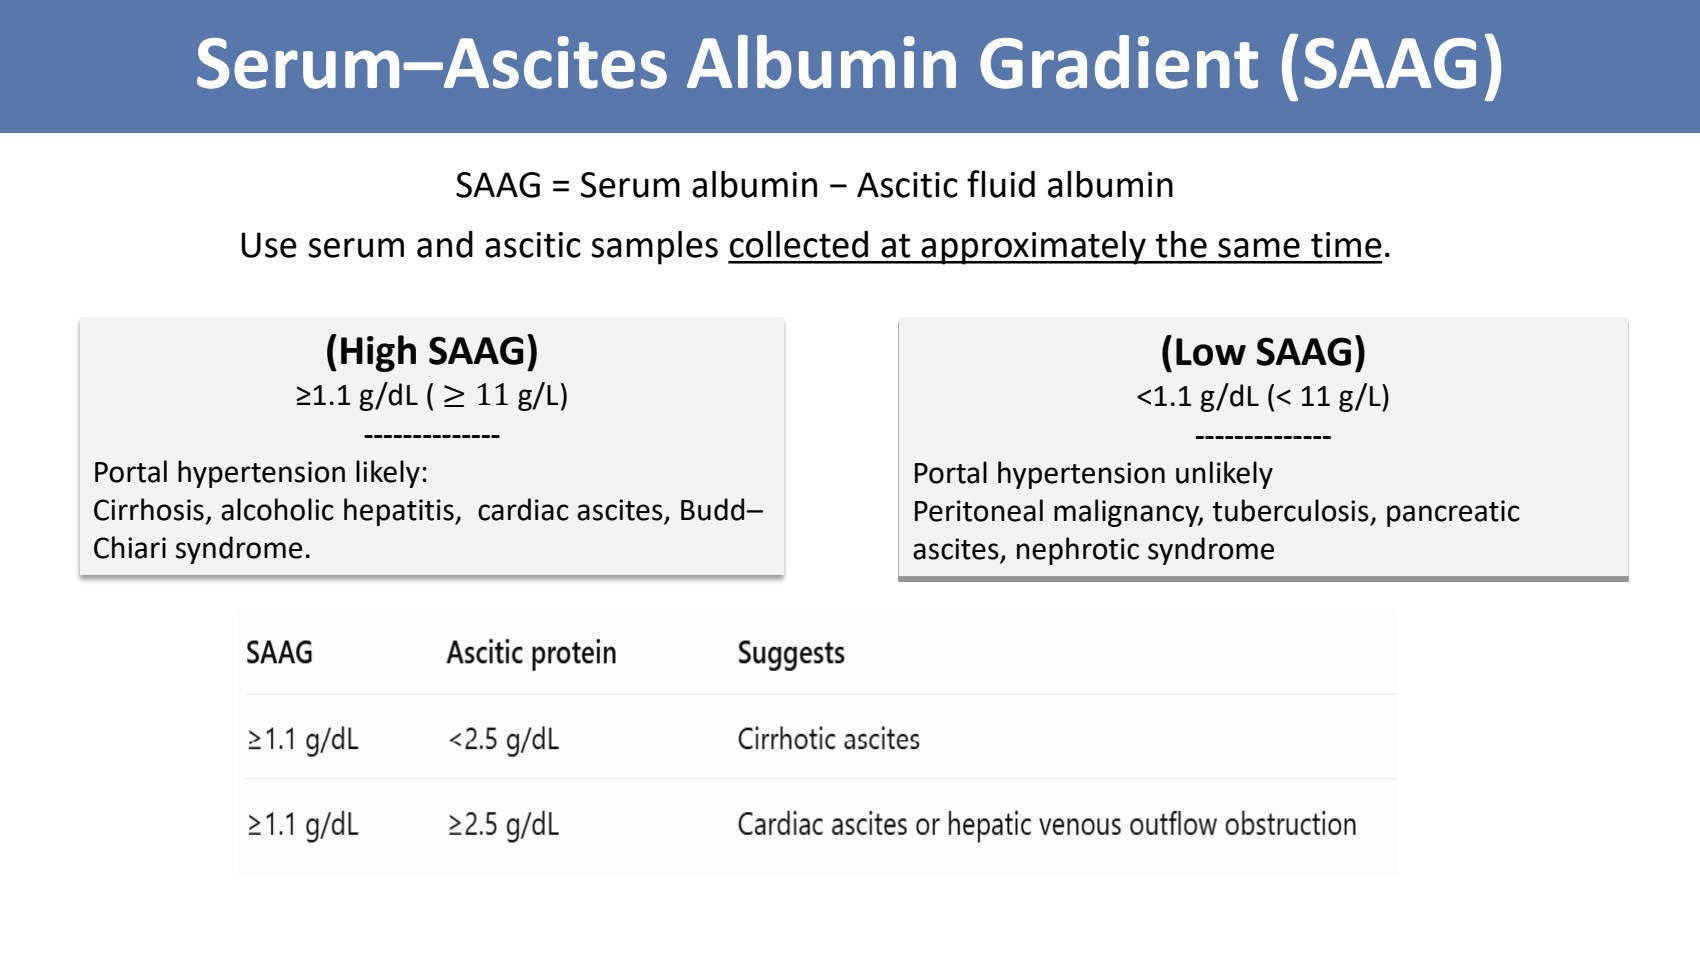 Serum–Ascites Albumin Gradient (SAAG)
SAAG = Serum albumin − Ascitic fluid albumin
Use serum and ascitic samples collected at approximately the same time.
(High SAAG)
≥1.1 g/dL ( ≥ 11 g/L)
--------------
Portal hypertension likely:
Cirrhosis, alcoholic hepatitis,  cardiac ascites, Budd–
Chiari syndrome.
(Low SAAG)
<1.1 g/dL (< 11 g/L)
--------------
Portal hypertension unlikely
Peritoneal malignancy, tuberculosis, pancreatic
ascites, nephrotic syndrome
SAAG Ascitic protein Suggests
≥1.1 g/dL <2.5 g/dL Cirrhotic ascites
≥1.1 g/dL ≥2.5 g/dL Cardiac ascites or hepatic venous outflow obstruction